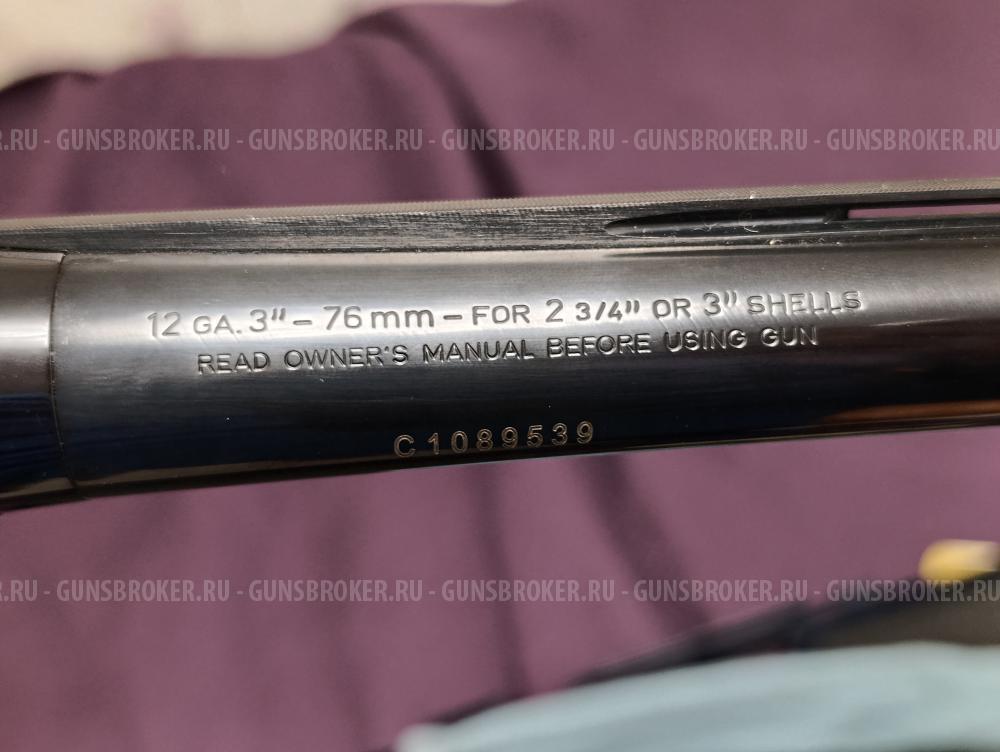 .RU - GUNSBROKER.RU - GUNSBROKER.RU - GUNSBROKER.RU - GUNSBROKER.RU - GUNSBROKER.RU
12 GA. 3" – 76 mm – FOR 2 3/4" OR 3" SHELLS
READ OWNER'S MANUAL BEFORE USING GUN
C1089539
.RU - GUNSBROKER.RU - GUNSBROKER.RU - GUNSBROKER.RU - GUNSBROKER.RU - GUNSBROKER.RU